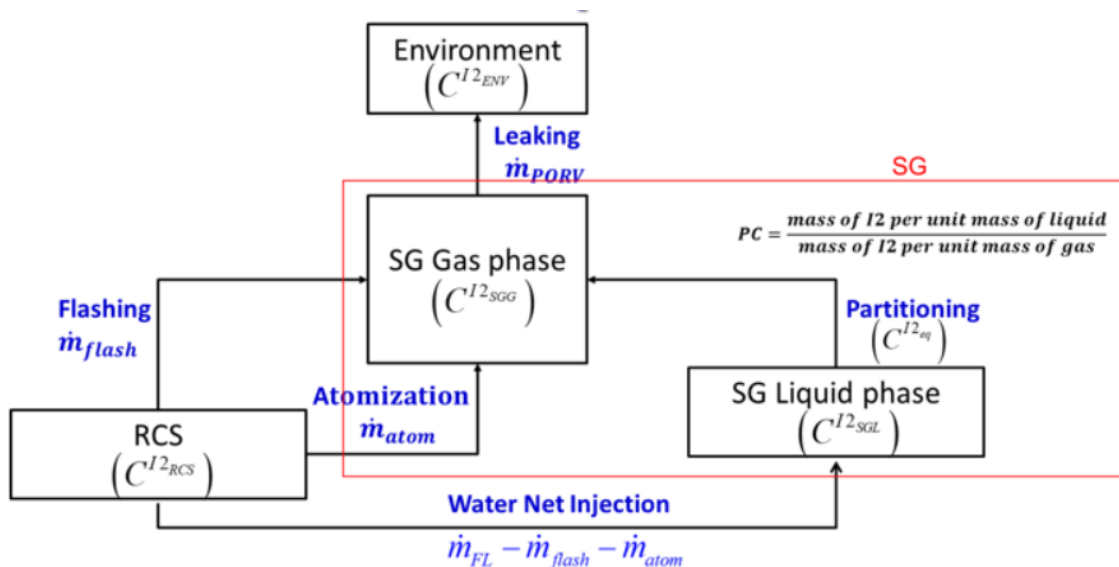 Environment
(C^{I2_{ENV}})
Leaking
ṁ_{PORV}
SG
SG Gas phase
(C^{I2_{SGG}})
PC = mass of I2 per unit mass of liquid / mass of I2 per unit mass of gas
Flashing
ṁ_{flash}
Partitioning
(C^{I2_{eq}})
Atomization
ṁ_{atom}
SG Liquid phase
(C^{I2_{SGL}})
RCS
(C^{I2_{RCS}})
Water Net Injection
ṁ_{FL} − ṁ_{flash} − ṁ_{atom}